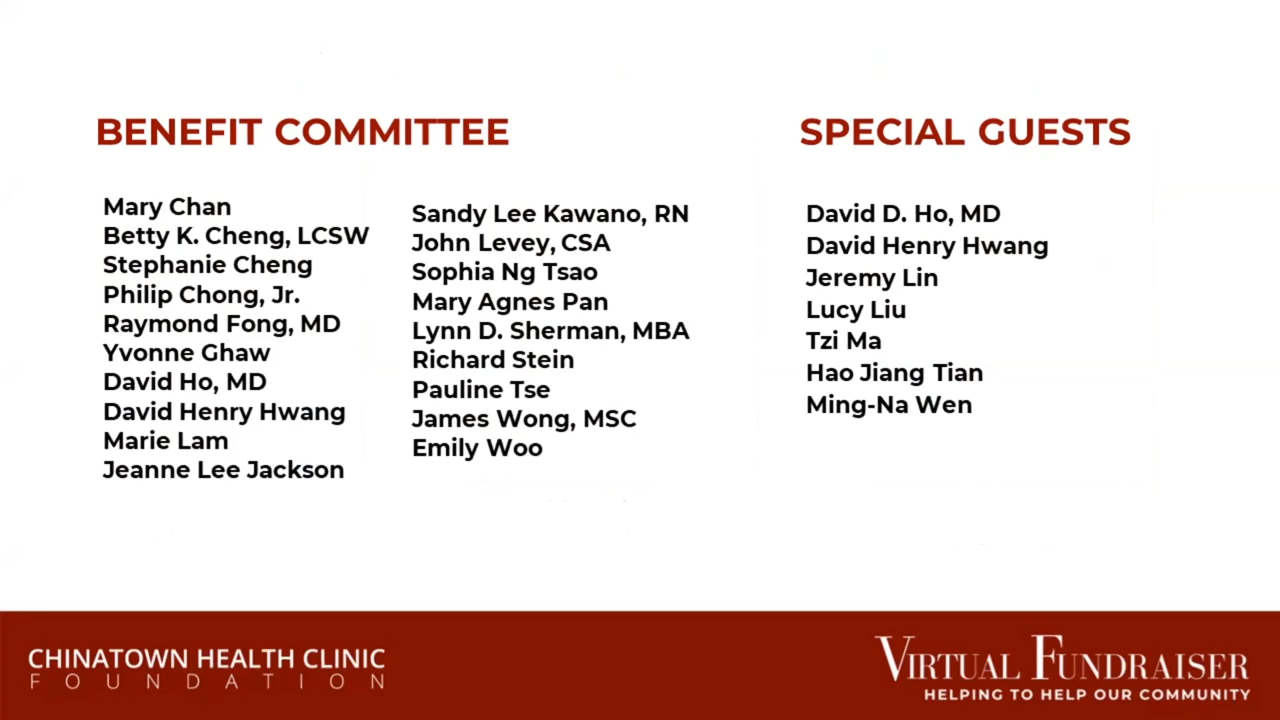 BENEFIT COMMITTEE
Mary Chan
Betty K. Cheng, LCSW
Stephanie Cheng
Philip Chong, Jr.
Raymond Fong, MD
Yvonne Ghaw
David Ho, MD
David Henry Hwang
Marie Lam
Jeanne Lee Jackson
Sandy Lee Kawano, RN
John Levey, CSA
Sophia Ng Tsao
Mary Agnes Pan
Lynn D. Sherman, MBA
Richard Stein
Pauline Tse
James Wong, MSC
Emily Woo
SPECIAL GUESTS
David D. Ho, MD
David Henry Hwang
Jeremy Lin
Lucy Liu
Tzi Ma
Hao Jiang Tian
Ming-Na Wen
CHINATOWN HEALTH CLINIC
FOUNDATION
VIRTUAL FUNDRAISER
HELPING TO HELP OUR COMMUNITY